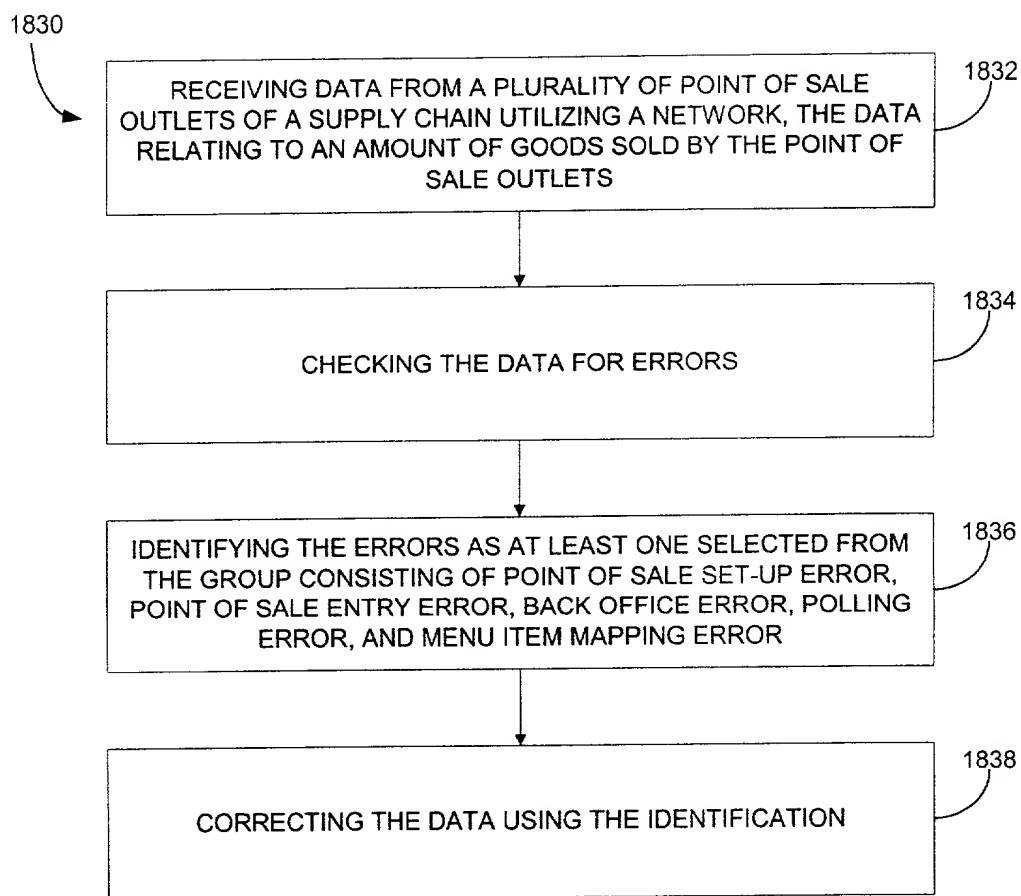 1830
RECEIVING DATA FROM A PLURALITY OF POINT OF SALE
OUTLETS OF A SUPPLY CHAIN UTILIZING A NETWORK, THE DATA
RELATING TO AN AMOUNT OF GOODS SOLD BY THE POINT OF
SALE OUTLETS
1832
CHECKING THE DATA FOR ERRORS
1834
IDENTIFYING THE ERRORS AS AT LEAST ONE SELECTED FROM
THE GROUP CONSISTING OF POINT OF SALE SET-UP ERROR,
POINT OF SALE ENTRY ERROR, BACK OFFICE ERROR, POLLING
ERROR, AND MENU ITEM MAPPING ERROR
1836
CORRECTING THE DATA USING THE IDENTIFICATION
1838